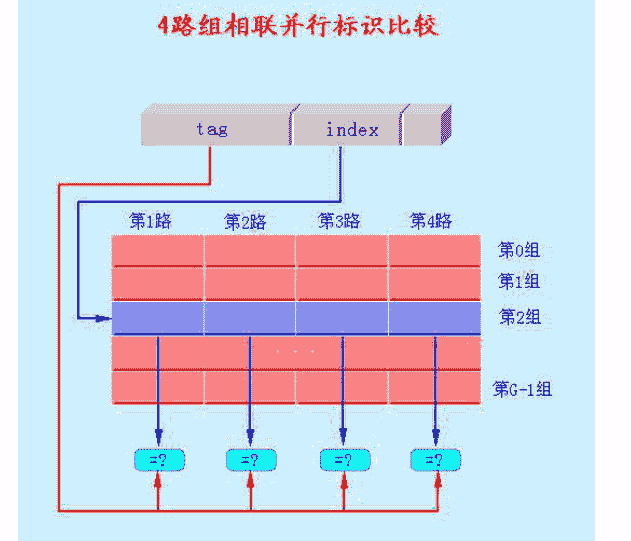 4路组相联并行标识比较
tag index
第1路 第2路 第3路 第4路
第0组
第1组
第2组
· · ·
第G-1组
=? =? =? =?